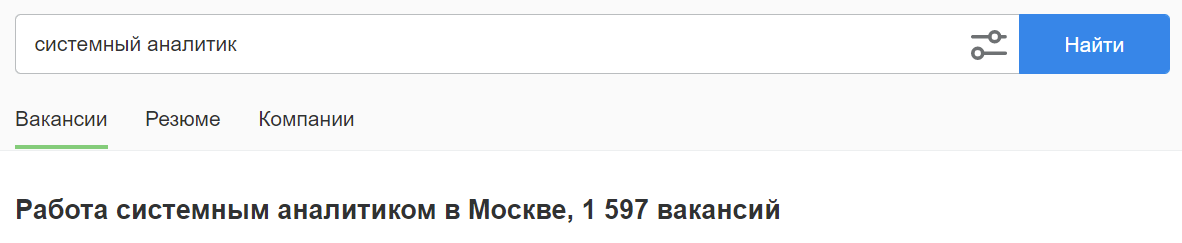 системный аналитик
Найти
Вакансии Резюме Компании
Работа системным аналитиком в Москве, 1 597 вакансий